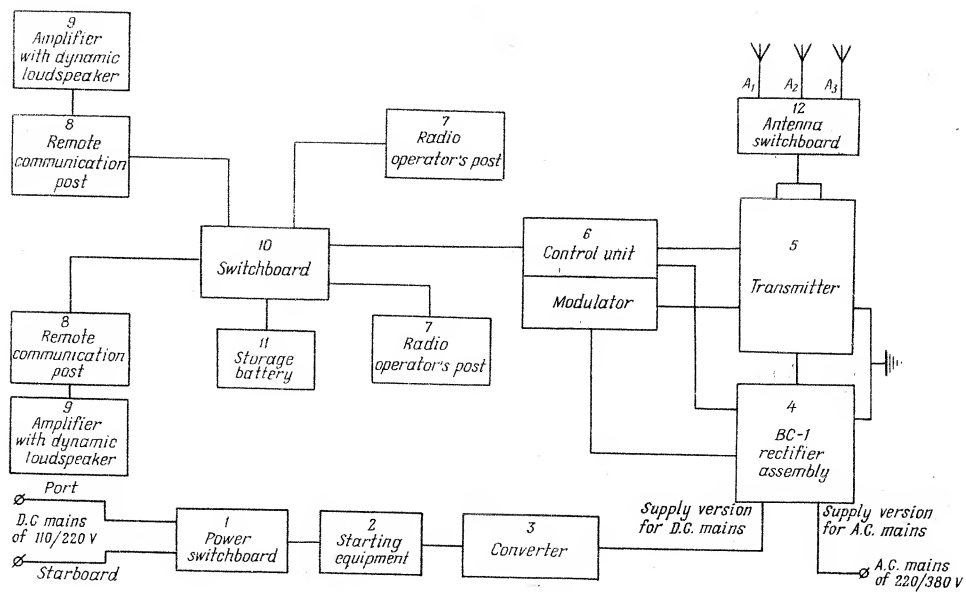 9
Amplifier
with dynamic
loudspeaker
8
Remote
communication
post
7
Radio
operator's post
A1
A2
A3
12
Antenna
switchboard
10
Switchboard
6
Control unit
Modulator
5
Transmitter
8
Remote
communication
post
11
Storage
battery
7
Radio
operator's post
9
Amplifier
with dynamic
loudspeaker
4
BC-1
rectifier
assembly
Port
D.C mains
of 110/220 V
Starboard
1
Power
switchboard
2
Starting
equipment
3
Converter
Supply version
for D.C. mains
Supply version
for A.C. mains
A.C. mains
of 220/380 V